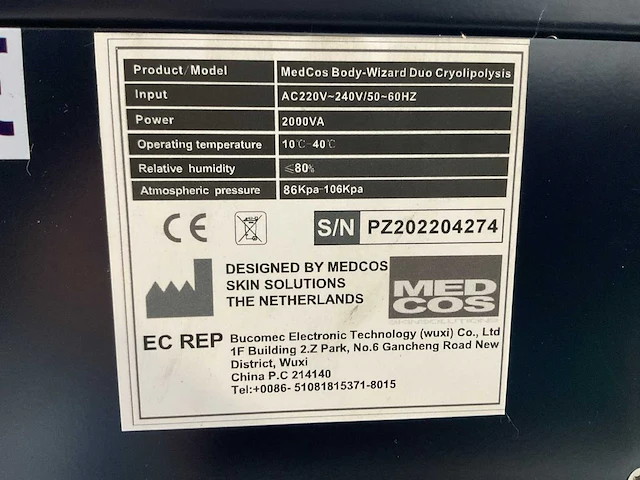 Product/Model MedCos Body-Wizard Duo Cryolipolysis
Input AC220V~240V/50~60HZ
Power 2000VA
Operating temperature 10℃-40℃
Relative humidity ≤80%
Atmospheric pressure 86Kpa-106Kpa
CE S/N PZ202204274
DESIGNED BY MEDCOS
SKIN SOLUTIONS
THE NETHERLANDS
MED
COS
SKINSOLUTIONS
EC REP Bucomec Electronic Technology (wuxi) Co., Ltd
1F Building 2.Z Park, No.6 Gancheng Road New
District, Wuxi
China P.C 214140
Tel:+0086- 51081815371-8015